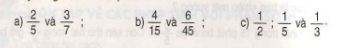 a) 2/5 và 3/7 ; b) 4/15 và 6/45 ; c) 1/2 ; 1/5 và 1/3 .